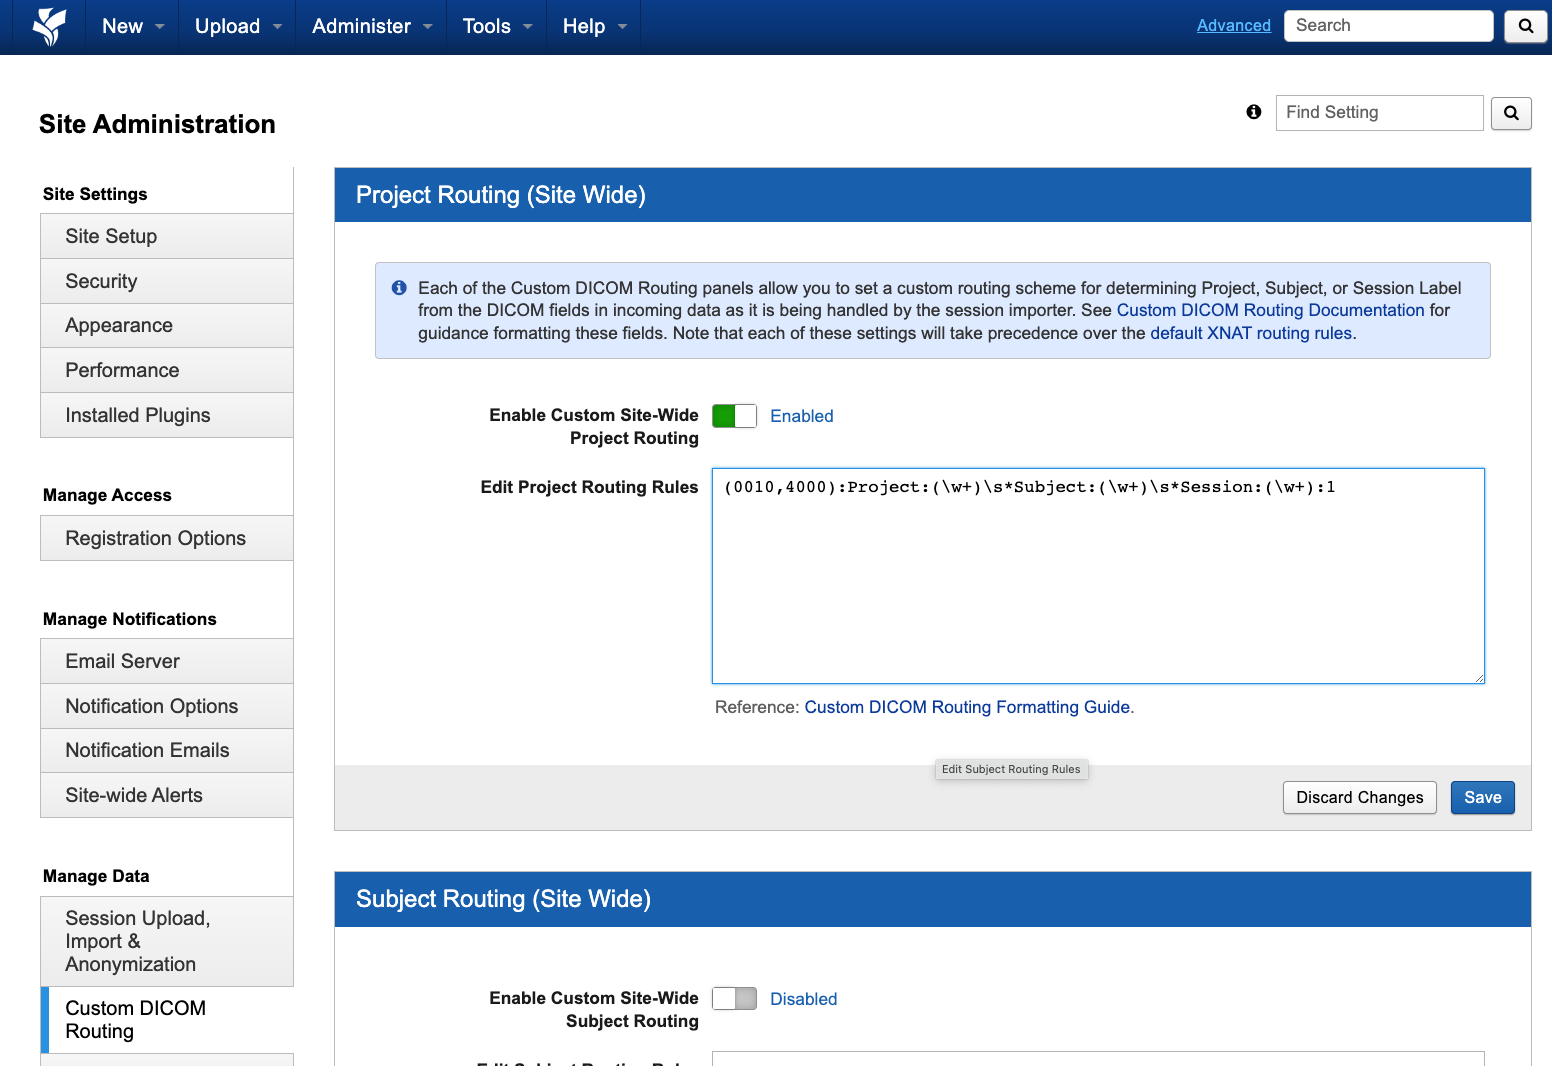 New
Upload
Administer
Tools
Help
Advanced
Search
Site Administration
Find Setting
Site Settings
Site Setup
Security
Appearance
Performance
Installed Plugins
Manage Access
Registration Options
Manage Notifications
Email Server
Notification Options
Notification Emails
Site-wide Alerts
Manage Data
Session Upload,
Import &
Anonymization
Custom DICOM
Routing
Project Routing (Site Wide)
Each of the Custom DICOM Routing panels allow you to set a custom routing scheme for determining Project, Subject, or Session Label
from the DICOM fields in incoming data as it is being handled by the session importer. See Custom DICOM Routing Documentation for
guidance formatting these fields. Note that each of these settings will take precedence over the default XNAT routing rules.
Enable Custom Site-Wide
Project Routing
Enabled
Edit Project Routing Rules
(0010,4000):Project:(\w+)\s*Subject:(\w+)\s*Session:(\w+):1
Reference: Custom DICOM Routing Formatting Guide.
Edit Subject Routing Rules
Discard Changes
Save
Subject Routing (Site Wide)
Enable Custom Site-Wide
Subject Routing
Disabled
Edit Subject Routing Rules